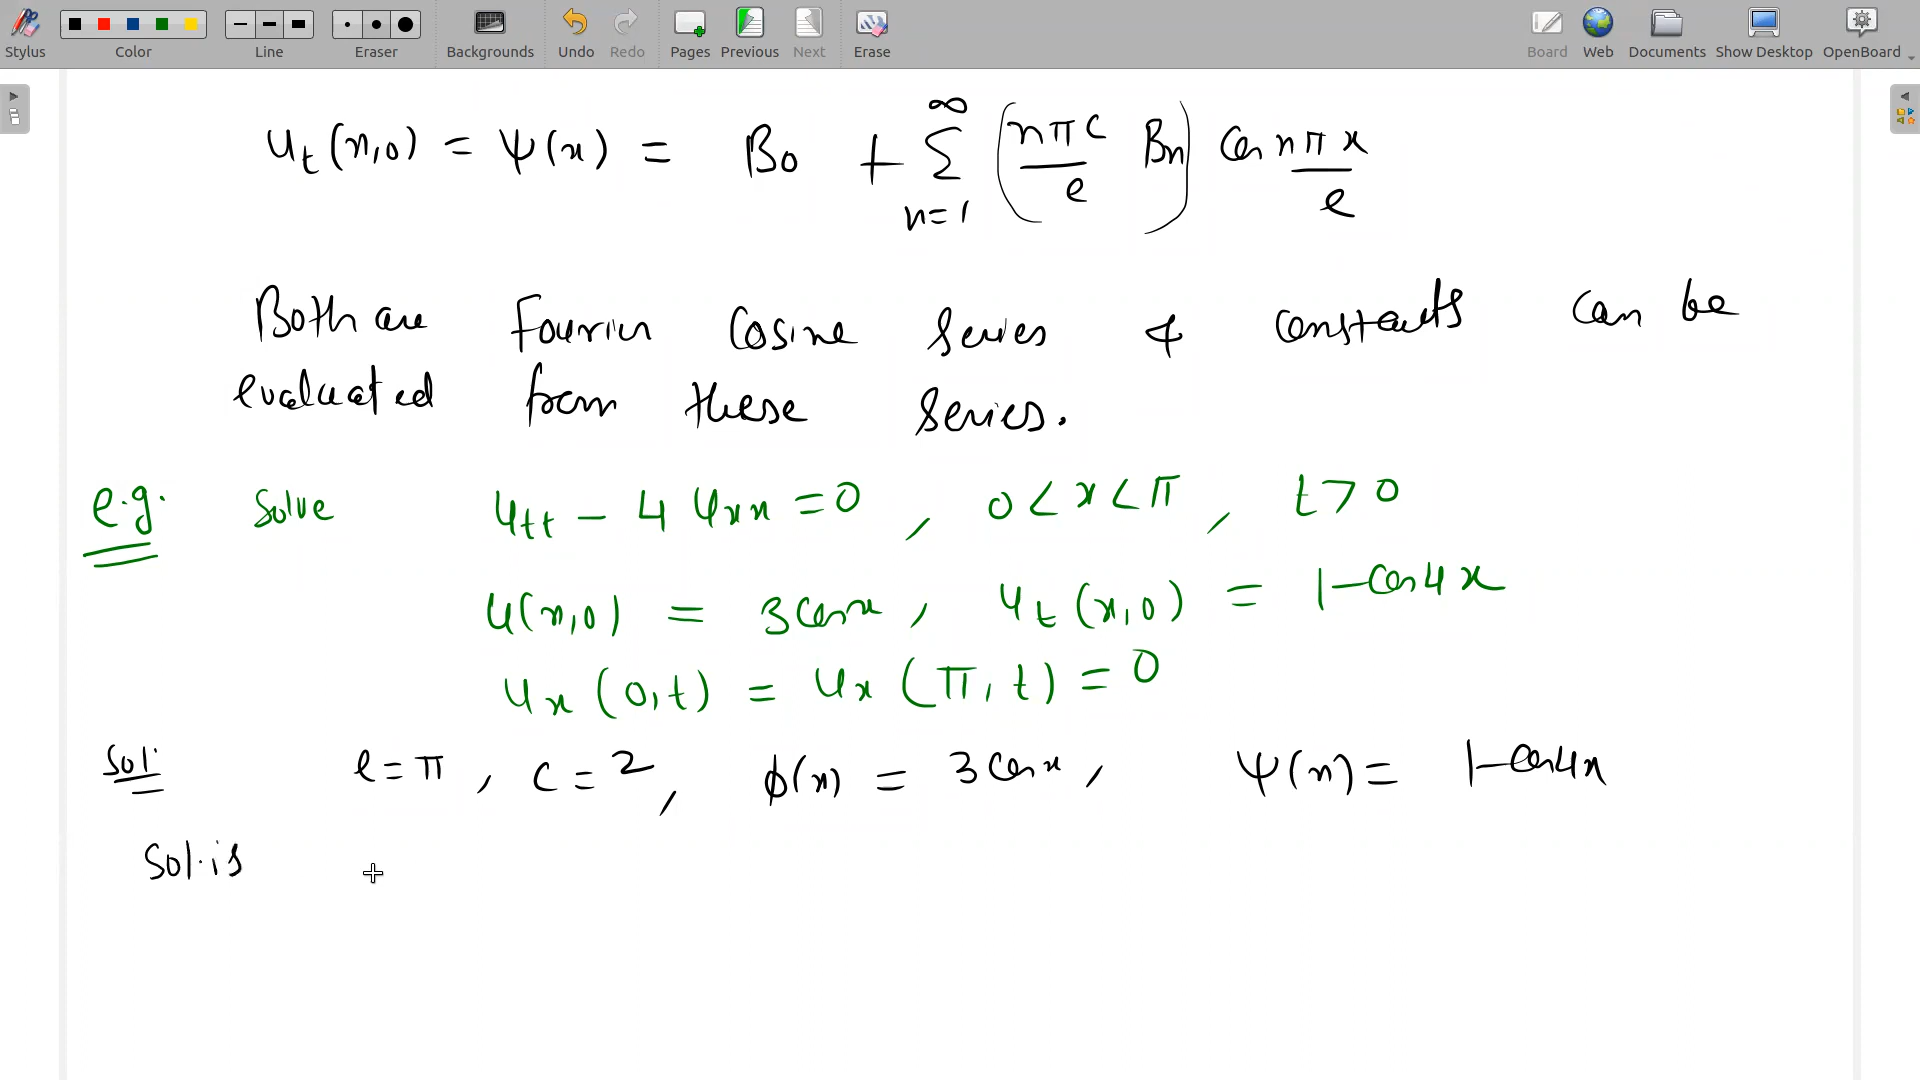 Stylus Color Line Eraser Backgrounds Undo Redo Pages Previous Next Erase Board Web Documents Show Desktop OpenBoard
u_t(x,0) = ψ(x) = B₀ + ∑_{n=1}^{∞} (nπc/l Bₙ) cos nπx/l
Both are Fourier Cosine Series & constants can be
evaluated from these series.
e.g. Solve u_tt - 4 u_xx = 0 , 0 < x < π , t > 0
u(x,0) = 3 cos x , u_t (x,0) = 1 - cos 4x
u_x (0,t) = u_x (π,t) = 0
Sol: l = π , c = 2 , ϕ(x) = 3 cos x , ψ(x) = 1 - cos 4x
Sol. is